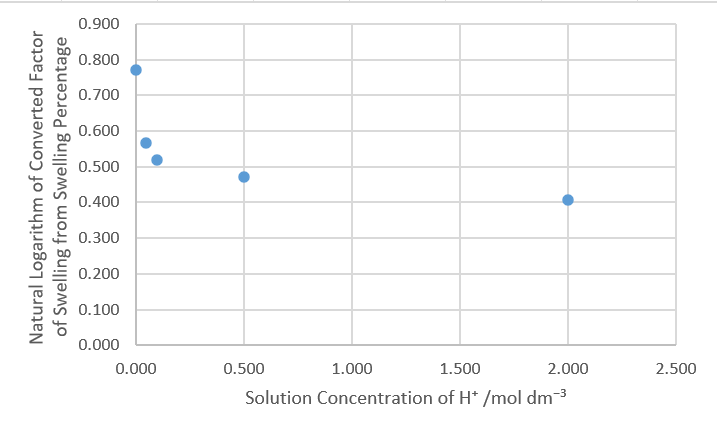 Natural Logarithm of Converted Factor
of Swelling from Swelling Percentage
0.900
0.800
0.700
0.600
0.500
0.400
0.300
0.200
0.100
0.000
0.000 0.500 1.000 1.500 2.000 2.500
Solution Concentration of H⁺ /mol dm⁻³